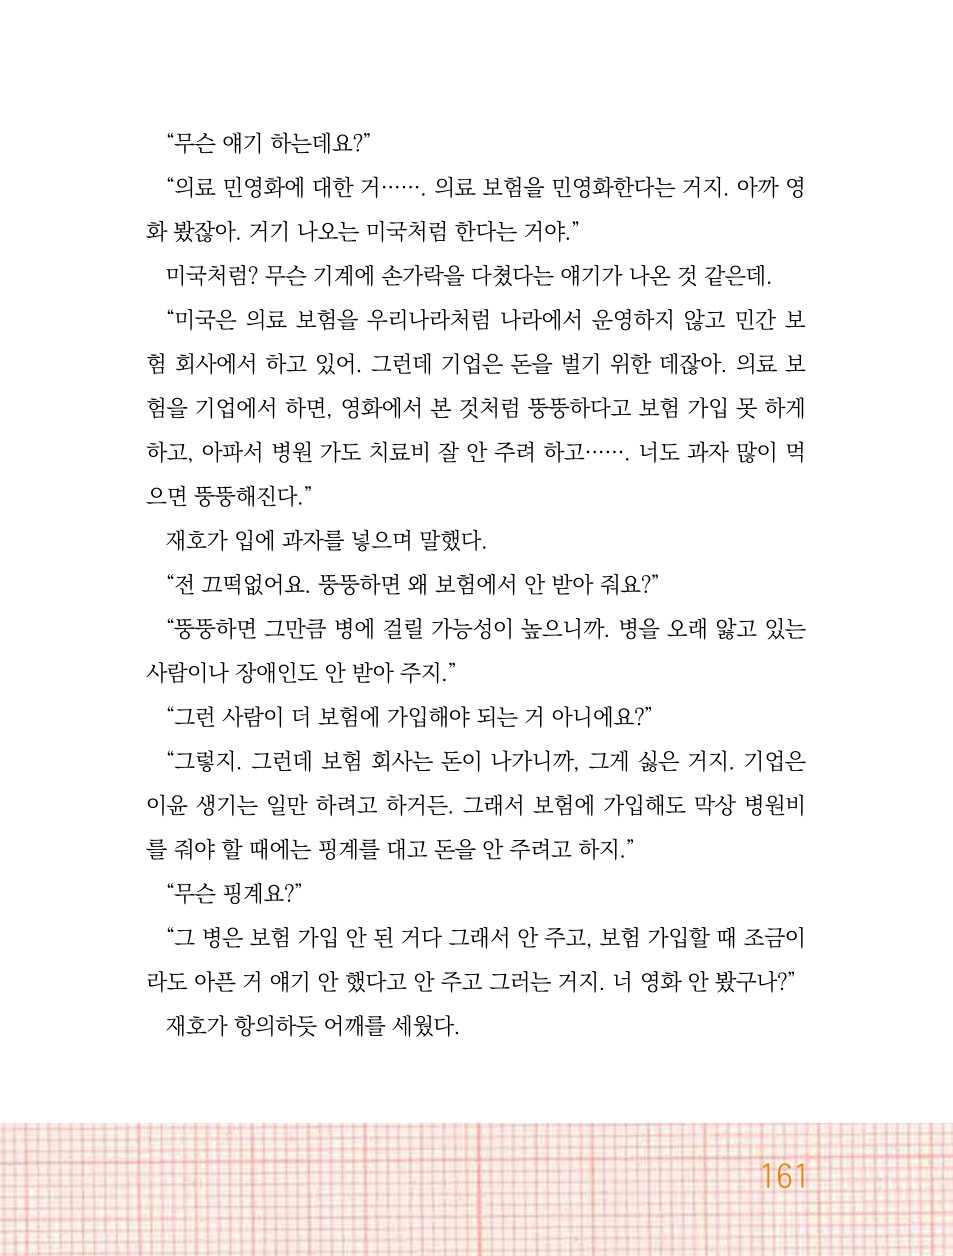 “무슨 얘기 하는데요?”
“의료 민영화에 대한 거……. 의료 보험을 민영화한다는 거지. 아까 영
화 봤잖아. 거기 나오는 미국처럼 한다는 거야.”
미국처럼? 무슨 기계에 손가락을 다쳤다는 얘기가 나온 것 같은데.
“미국은 의료 보험을 우리나라처럼 나라에서 운영하지 않고 민간 보
험 회사에서 하고 있어. 그런데 기업은 돈을 벌기 위한 데잖아. 의료 보
험을 기업에서 하면, 영화에서 본 것처럼 뚱뚱하다고 보험 가입 못 하게
하고, 아파서 병원 가도 치료비 잘 안 주려 하고……. 너도 과자 많이 먹
으면 뚱뚱해진다.”
재호가 입에 과자를 넣으며 말했다.
“전 끄떡없어요. 뚱뚱하면 왜 보험에서 안 받아 줘요?”
“뚱뚱하면 그만큼 병에 걸릴 가능성이 높으니까. 병을 오래 앓고 있는
사람이나 장애인도 안 받아 주지.”
“그런 사람이 더 보험에 가입해야 되는 거 아니에요?”
“그렇지. 그런데 보험 회사는 돈이 나가니까, 그게 싫은 거지. 기업은
이윤 생기는 일만 하려고 하거든. 그래서 보험에 가입해도 막상 병원비
를 줘야 할 때에는 핑계를 대고 돈을 안 주려고 하지.”
“무슨 핑계요?”
“그 병은 보험 가입 안 된 거다 그래서 안 주고, 보험 가입할 때 조금이
라도 아픈 거 얘기 안 했다고 안 주고 그러는 거지. 너 영화 안 봤구나?”
재호가 항의하듯 어깨를 세웠다.
161